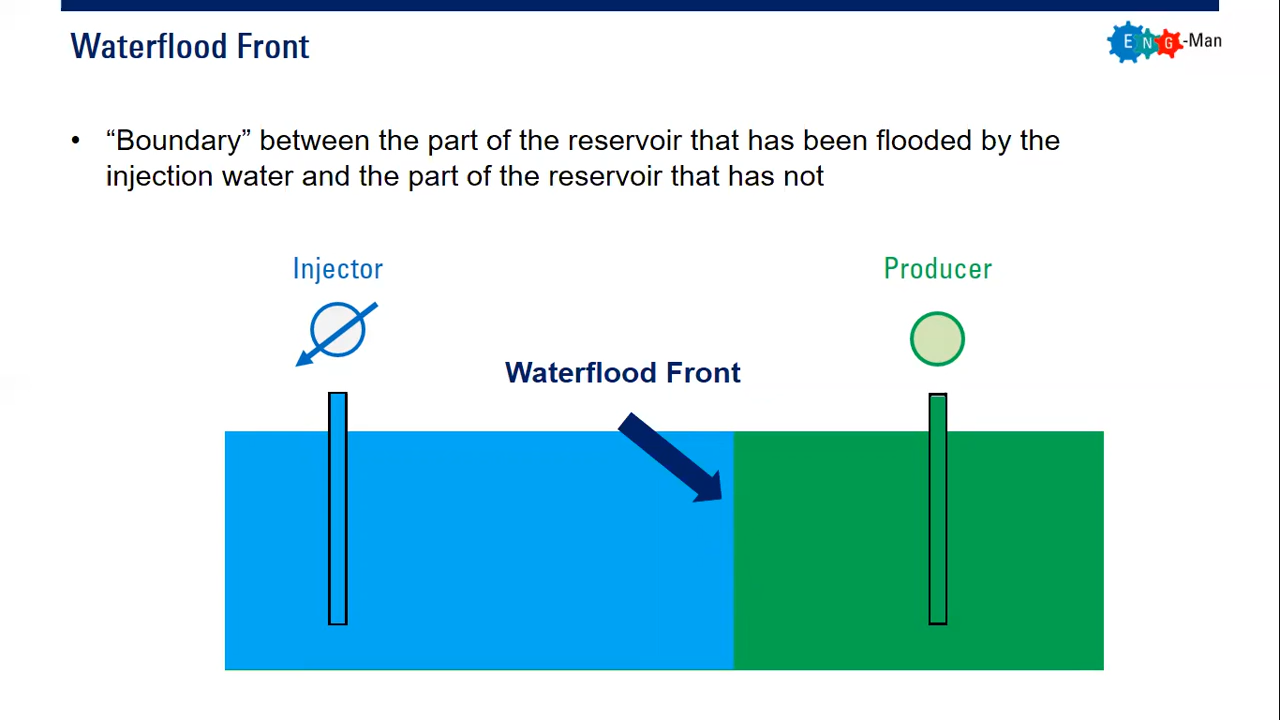 Waterflood Front
ENG-Man
• “Boundary” between the part of the reservoir that has been flooded by the
injection water and the part of the reservoir that has not
Injector
Producer
Waterflood Front